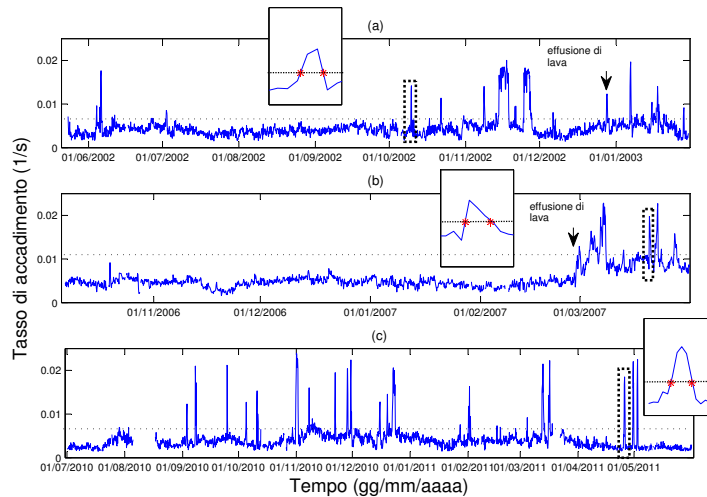 (a)
effusione di
lava
0.02
0.01
0
01/06/2002 01/07/2002 01/08/2002 01/09/2002 01/10/2002 01/11/2002 01/12/2002 01/01/2003
(b)
effusione di
lava
0.02
0.01
0
01/11/2006 01/12/2006 01/01/2007 01/02/2007 01/03/2007
(c)
0.02
0.01
0
01/07/2010 01/08/2010 01/09/2010 01/10/2010 01/11/2010 01/12/2010 01/01/2011 01/02/2011 01/03/2011 01/04/2011 01/05/2011
Tasso di accadimento (1/s)
Tempo (gg/mm/aaaa)